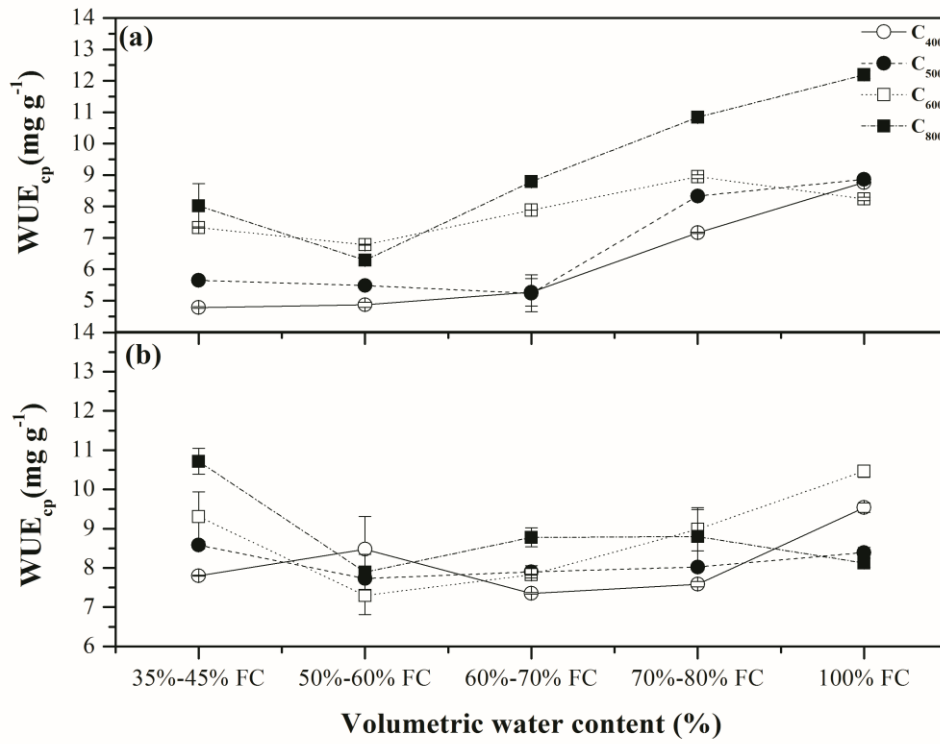 14
(a)
13
12
11
10
9
8
7
6
5
WUEcp(mg g-1)
C400
C500
C600
C800
14
(b)
13
12
11
10
9
8
7
6
WUEcp(mg g-1)
35%-45% FC 50%-60% FC 60%-70% FC 70%-80% FC 100% FC
Volumetric water content (%)